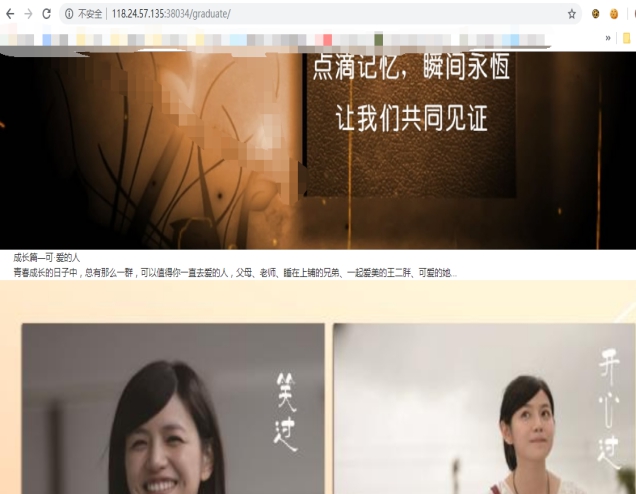 不安全 | 118.24.57.135:38034/graduate/
»
点滴记忆，瞬间永恆
让我们共同见证
成长篇—可·爱的人
青春成长的日子中，总有那么一群，可以值得你一直去爱的人，父母、老师、睡在上铺的兄弟、一起爱美的王二胖、可爱的她...
笑过
开心过